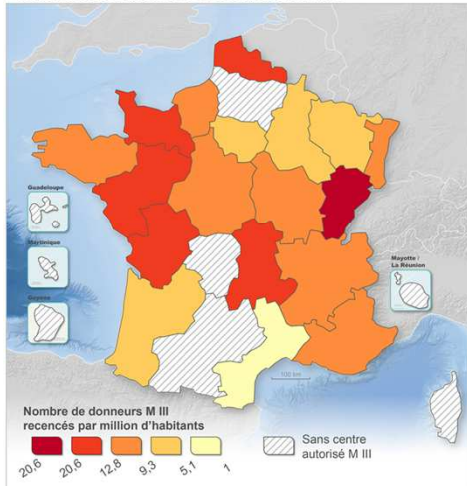 Guadeloupe
Martinique
Guyane
Mayotte /
La Réunion
100 km
Nombre de donneurs M III
recencés par million d'habitants
20.6
20.6
12.8
9,3
5,1
1
Sans centre
autorisé M III